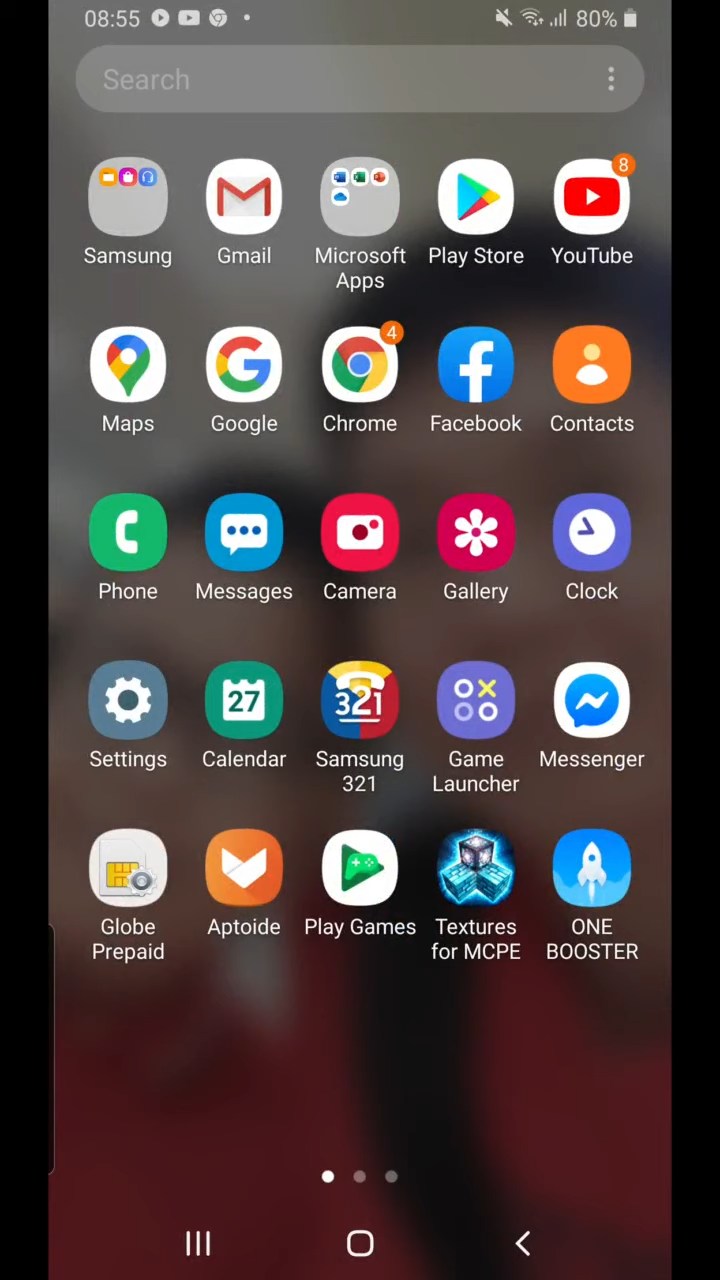 08:55
80%
Search
8
Samsung
Gmail
Microsoft
Apps
Play Store
YouTube
4
Maps
Google
Chrome
Facebook
Contacts
Phone
Messages
Camera
Gallery
Clock
27
321
Settings
Calendar
Samsung
321
Game
Launcher
Messenger
Globe
Prepaid
Aptoide
Play Games
Textures
for MCPE
ONE
BOOSTER